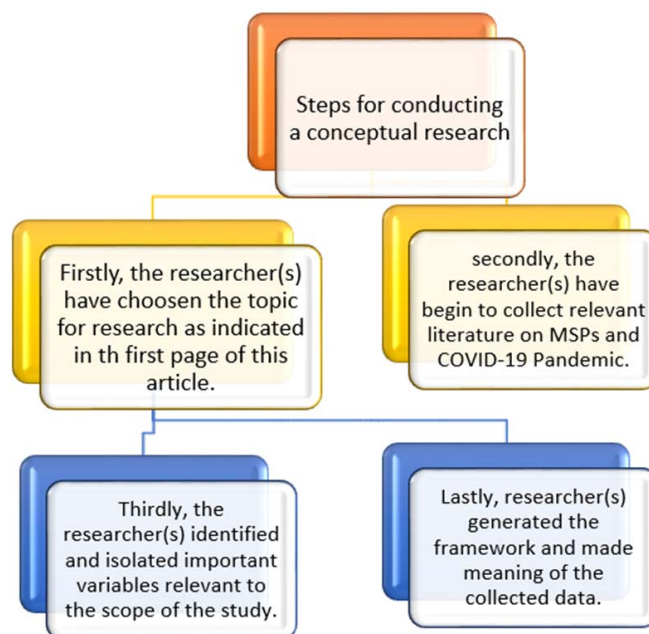 Steps for conducting
a conceptual research
Firstly, the researcher(s)
have choosen the topic
for research as indicated
in th first page of this
article.
secondly, the
researcher(s) have
begin to collect relevant
literature on MSPs and
COVID-19 Pandemic.
Thirdly, the
researcher(s) identified
and isolated important
variables relevant to
the scope of the study.
Lastly, researcher(s)
generated the
framework and made
meaning of the
collected data.